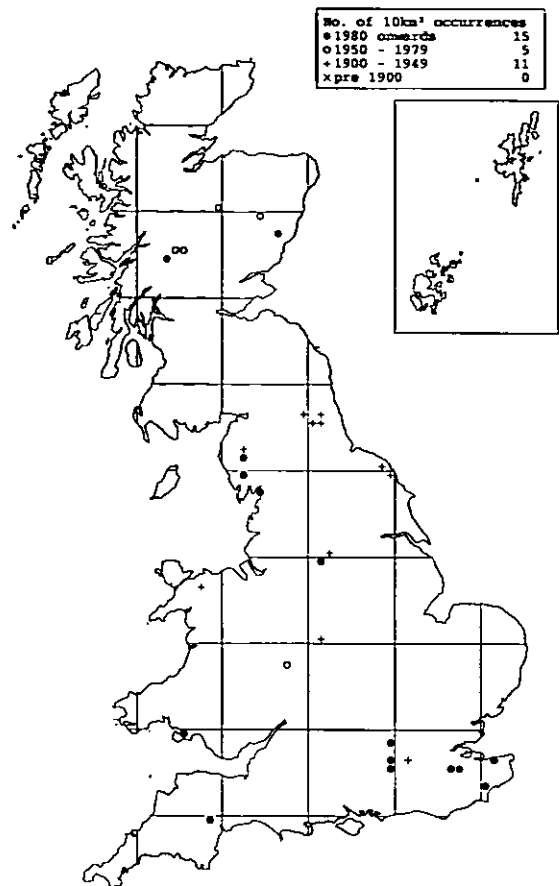 No. of 10km² occurrences
● 1980 onwards 15
○ 1950 - 1979 5
+ 1900 - 1949 11
× pre 1900 0